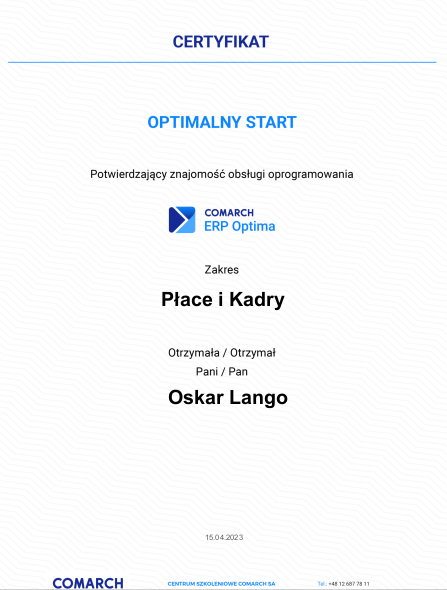 CERTYFIKAT
OPTIMALNY START
Potwierdzający znajomość obsługi oprogramowania
COMARCH
ERP Optima
Zakres
Płace i Kadry
Otrzymała / Otrzymał
Pani / Pan
Oskar Lango
15.04.2023
COMARCH CENTRUM SZKOLENIOWE COMARCH SA Tel.: +48 12 687 78 11